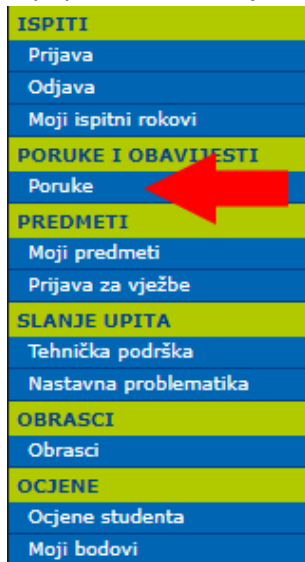 ISPITI
Prijava
Odjava
Moji ispitni rokovi
PORUKE I OBAVIJESTI
Poruke
PREDMETI
Moji predmeti
Prijava za vježbe
SLANJE UPITA
Tehnička podrška
Nastavna problematika
OBRASCI
Obrasci
OCJENE
Ocjene studenta
Moji bodovi